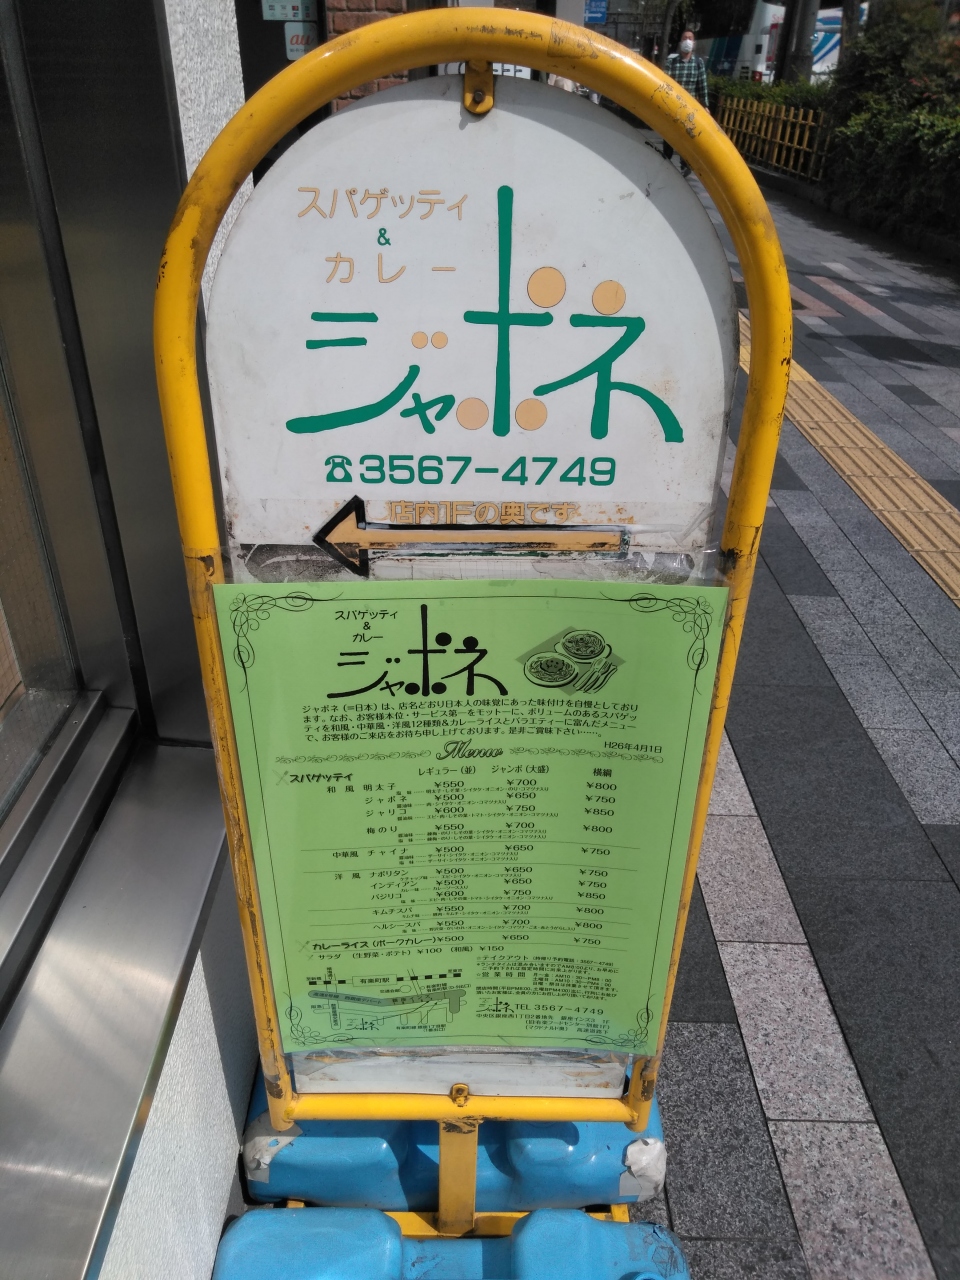 au
スパゲッティ
&
カレー
ジャポネ
☎3567-4749
店内1Fの奥です
スパゲッティ
&
カレー
ジャポネ
ジャポネ(=日本)は、店名どおり日本人の味覚にあった味付けを自慢としており
ます。なお、お客様本位・サービス第一をモットーに、ボリュームのあるスパゲッ
ティを和風・中華風・洋風12種類&カレーライスとバラエティーに富んだメニュー
で、お客様のご来店をお待ち申し上げております。是非ご賞味下さい……。
Menu
H26年4月1日
スパゲッティ レギュラー(並) ジャンボ(大盛) 横綱
和風 明太子 ¥550 ¥700 ¥800
ジャポネ ¥500 ¥650 ¥750
ジャリコ ¥600 ¥750 ¥850
梅のり ¥550 ¥700 ¥800
中華風 チャイナ ¥500 ¥650 ¥750
洋風 ナポリタン ¥500 ¥650 ¥750
インディアン ¥500 ¥650 ¥750
バジリコ ¥600 ¥750 ¥850
キムチスパ ¥550 ¥700 ¥800
ヘルシースパ ¥550 ¥700 ¥800
カレーライス(ポークカレー) ¥500 ¥650 ¥750
サラダ (生野菜・ポテト) ¥100 (和風) ¥150
テイクアウト
営業時間
有楽町駅
ジャポネ TEL 3567-4749